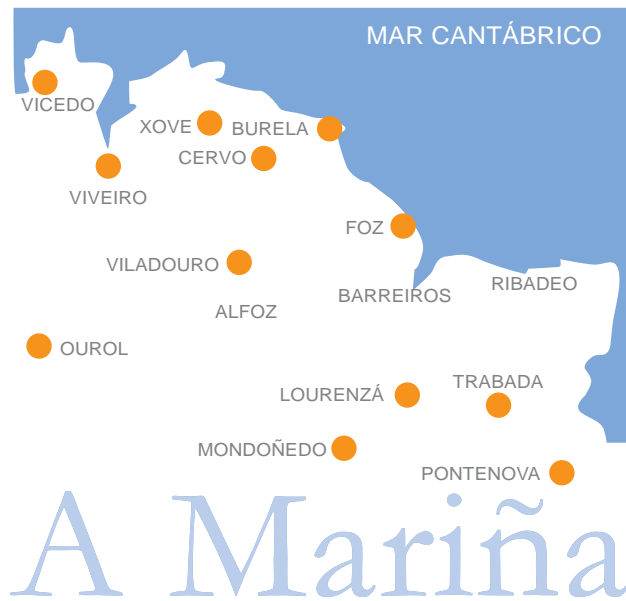 MAR CANTÁBRICO
VICEDO
XOVE
BURELA
CERVO
VIVEIRO
FOZ
VILADOURO
RIBADEO
BARREIROS
ALFOZ
OUROL
TRABADA
LOURENZÁ
MONDOÑEDO
PONTENOVA
A Mariña